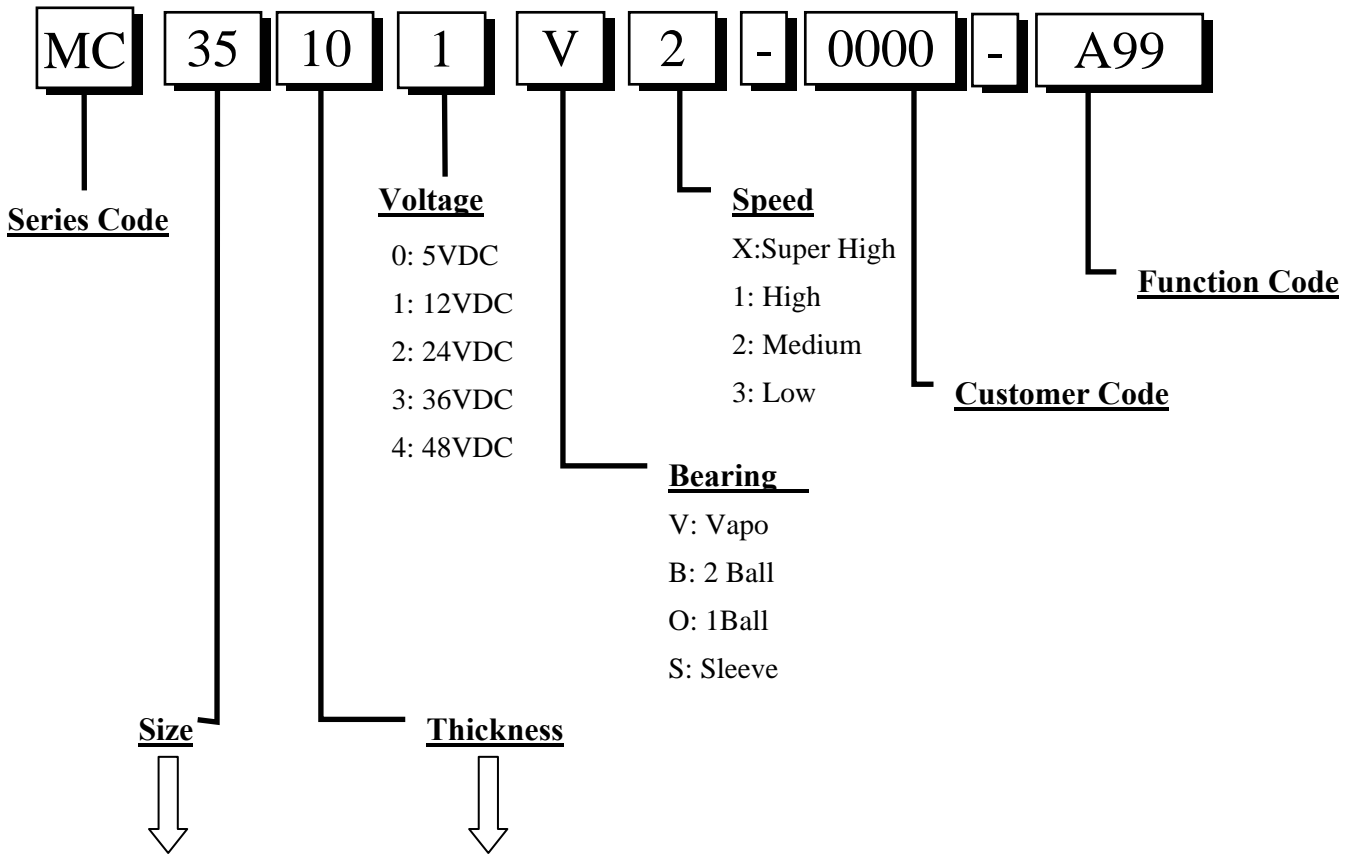 MC 35 10 1 V 2 - 0000 - A99
Series Code
Voltage
0: 5VDC
1: 12VDC
2: 24VDC
3: 36VDC
4: 48VDC
Speed
X:Super High
1: High
2: Medium
3: Low
Function Code
Customer Code
Bearing
V: Vapo
B: 2 Ball
O: 1Ball
S: Sleeve
Size
Thickness